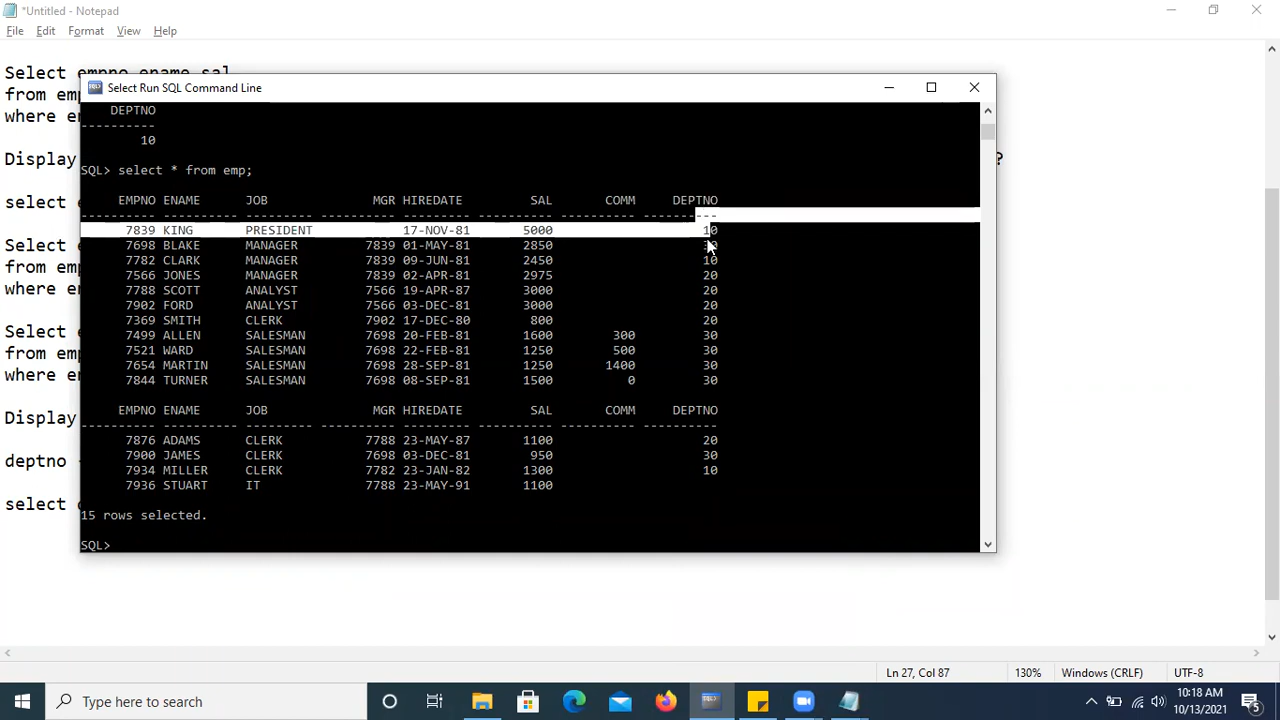 *Untitled - Notepad
File Edit Format View Help
Select empno ename sal
from emp
where en
Display ?
select e
Select e
from emp
where en
Select e
from emp
where en
Display
deptno
select
Select Run SQL Command Line
DEPTNO
----------
10
SQL> select * from emp;
EMPNO ENAME JOB MGR HIREDATE SAL COMM DEPTNO
---------- ---------- --------- ---------- --------- ---------- ---------- ----------
7839 KING PRESIDENT 17-NOV-81 5000 10
7698 BLAKE MANAGER 7839 01-MAY-81 2850 30
7782 CLARK MANAGER 7839 09-JUN-81 2450 10
7566 JONES MANAGER 7839 02-APR-81 2975 20
7788 SCOTT ANALYST 7566 19-APR-87 3000 20
7902 FORD ANALYST 7566 03-DEC-81 3000 20
7369 SMITH CLERK 7902 17-DEC-80 800 20
7499 ALLEN SALESMAN 7698 20-FEB-81 1600 300 30
7521 WARD SALESMAN 7698 22-FEB-81 1250 500 30
7654 MARTIN SALESMAN 7698 28-SEP-81 1250 1400 30
7844 TURNER SALESMAN 7698 08-SEP-81 1500 0 30
EMPNO ENAME JOB MGR HIREDATE SAL COMM DEPTNO
---------- ---------- --------- ---------- --------- ---------- ---------- ----------
7876 ADAMS CLERK 7788 23-MAY-87 1100 20
7900 JAMES CLERK 7698 03-DEC-81 950 30
7934 MILLER CLERK 7782 23-JAN-82 1300 10
7936 STUART IT 7788 23-MAY-91 1100
15 rows selected.
SQL>
Ln 27, Col 87 130% Windows (CRLF) UTF-8
Type here to search
10:18 AM
10/13/2021
5